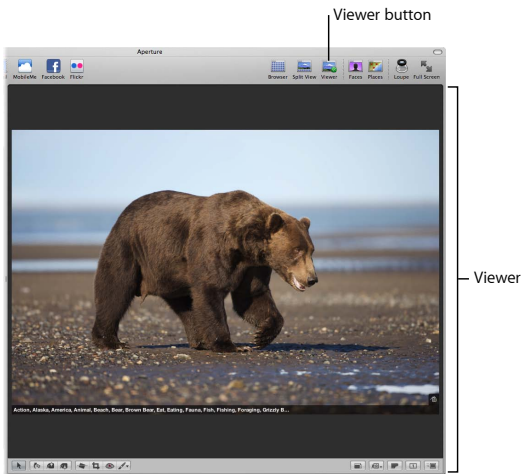 Viewer button
Aperture
MobileMe Facebook Flickr Browser Split View Viewer Faces Places Loupe Full Screen
Viewer
Action, Alaska, America, Animal, Beach, Bear, Brown Bear, Eat, Eating, Fauna, Fish, Fishing, Foraging, Grizzly B...